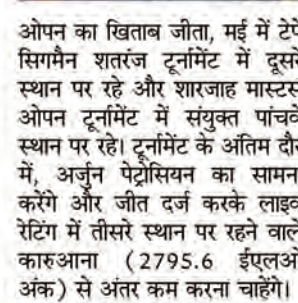 ओपन का खिताब जीता, मई में टेपे
सिगमैन शतरंज टूर्नामेंट में दूसरे
स्थान पर रहे और शारजाह मास्टर्स
ओपन टूर्नामेंट में संयुक्त पांचवें
स्थान पर रहे। टूर्नामेंट के अंतिम दौर
में, अर्जुन पेट्रोसियन का सामना
करेंगे और जीत दर्ज करके लाइव
रेटिंग में तीसरे स्थान पर रहने वाले
कारुआना (2795.6 ईएलओ
अंक) से अंतर कम करना चाहेंगे।